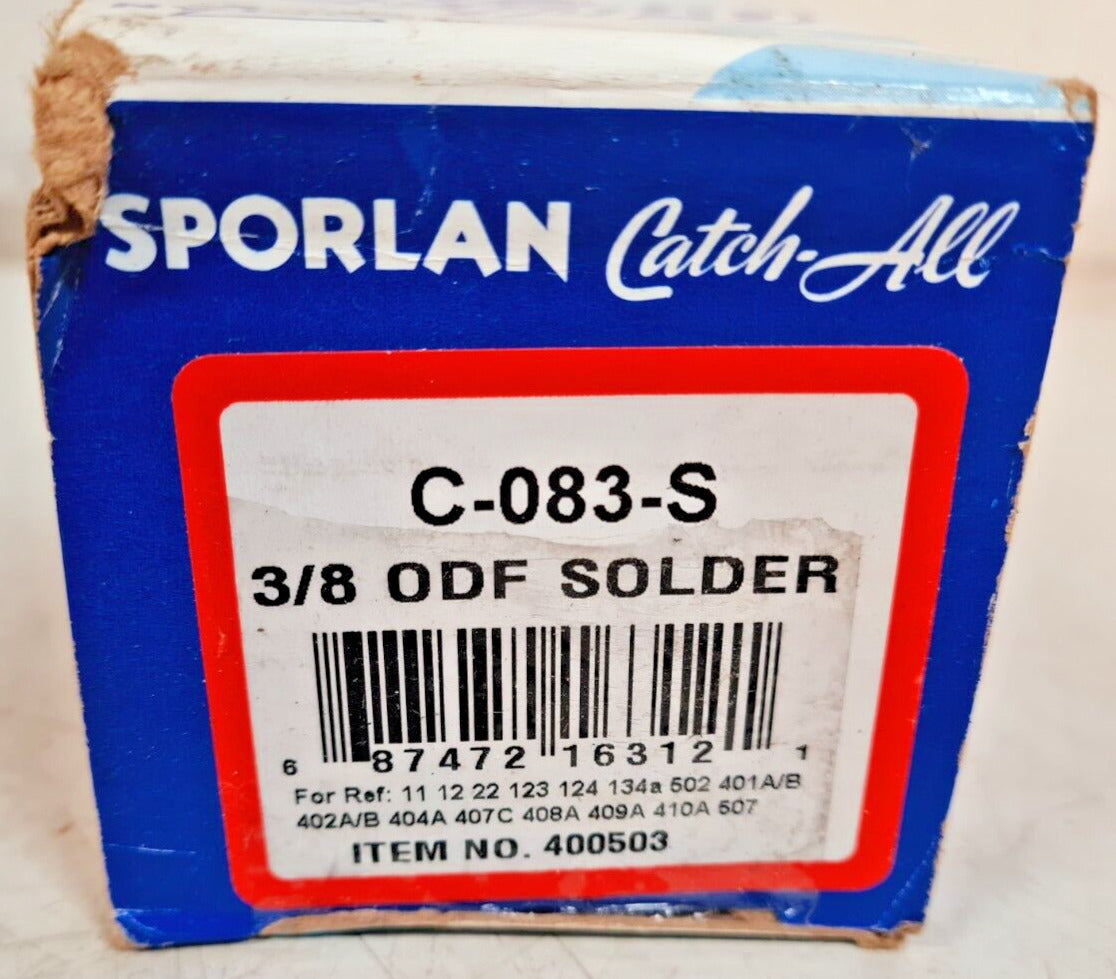 SPORLAN Catch-All
C-083-S
3/8 ODF SOLDER
6 87472 16312 1
For Ref: 11 12 22 123 124 134a 502 401A/B
402A/B 404A 407C 408A 409A 410A 507
ITEM NO. 400503